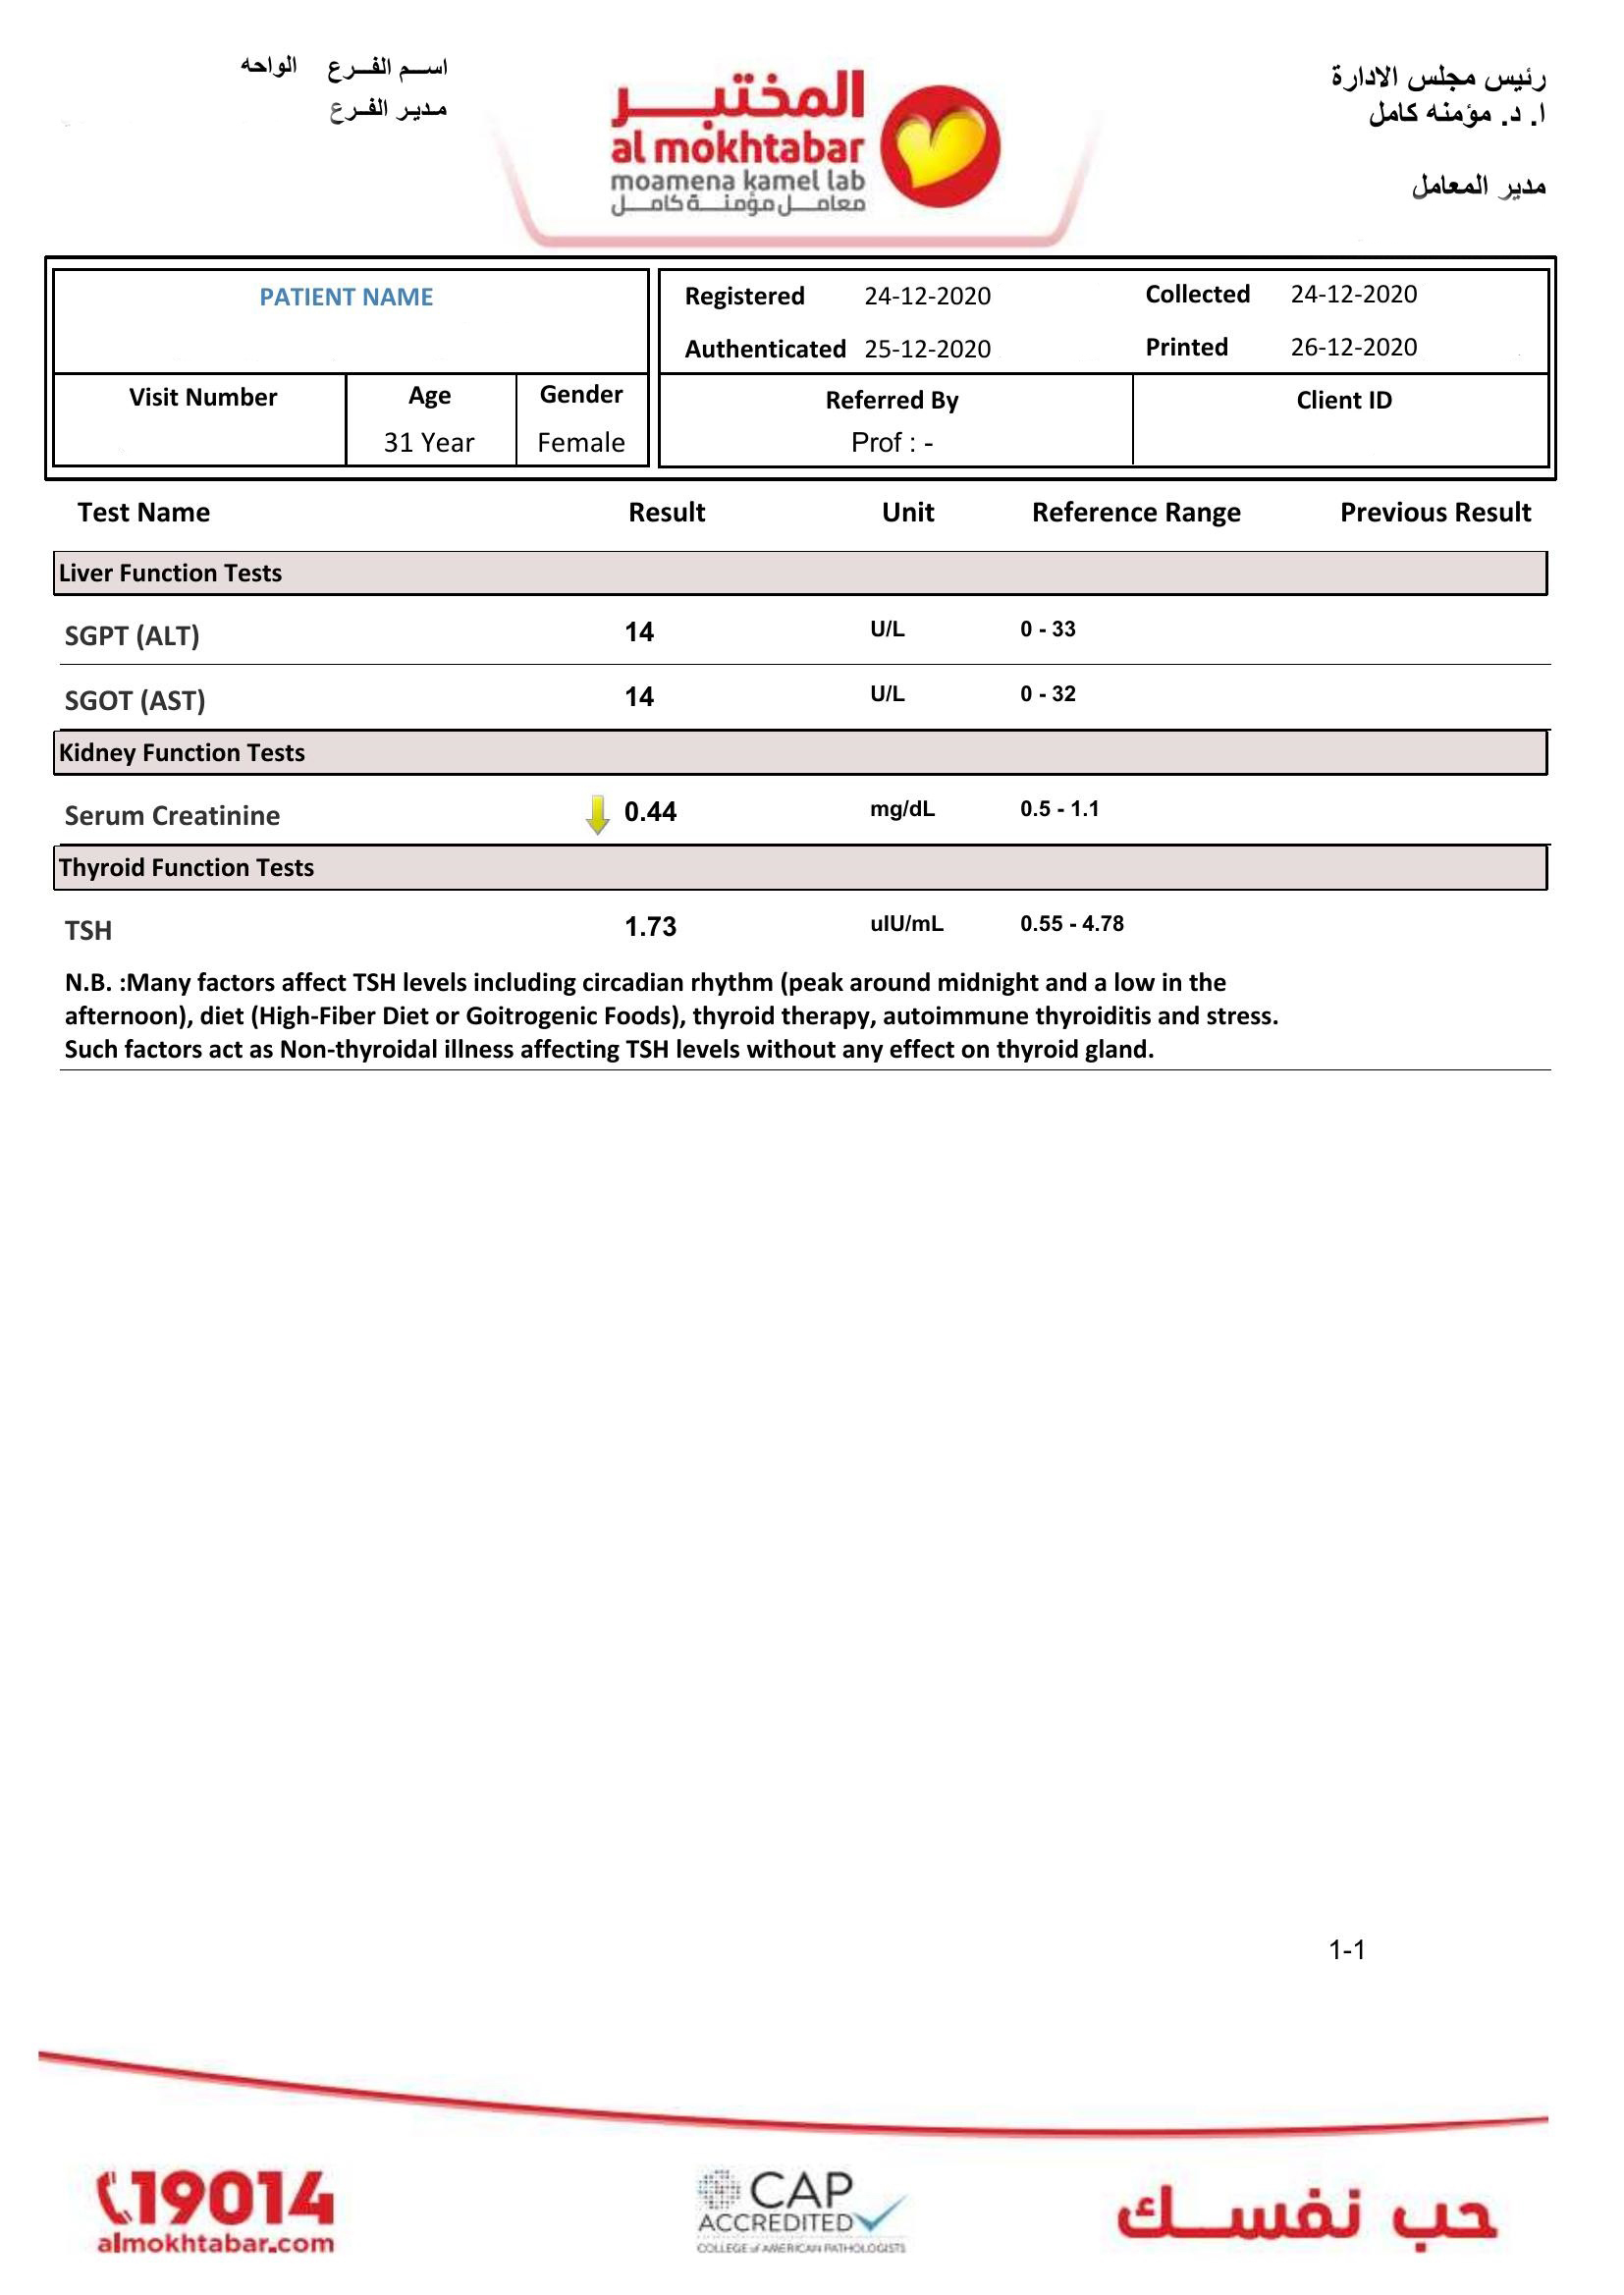 اســم الفــرع الواحه
مـديـر الفـرع
المختبــر
al mokhtabar
moamena kamel lab
معامــل مؤمنــة كامــل
رئيس مجلس الادارة
ا. د. مؤمنه كامل
مدير المعامل
PATIENT NAME
Registered 24-12-2020 Collected 24-12-2020
Authenticated 25-12-2020 Printed 26-12-2020
Visit Number Age Gender Referred By Client ID
31 Year Female Prof : -
Test Name Result Unit Reference Range Previous Result
Liver Function Tests
SGPT (ALT) 14 U/L 0 - 33
SGOT (AST) 14 U/L 0 - 32
Kidney Function Tests
Serum Creatinine 0.44 mg/dL 0.5 - 1.1
Thyroid Function Tests
TSH 1.73 uIU/mL 0.55 - 4.78
N.B. :Many factors affect TSH levels including circadian rhythm (peak around midnight and a low in the
afternoon), diet (High-Fiber Diet or Goitrogenic Foods), thyroid therapy, autoimmune thyroiditis and stress.
Such factors act as Non-thyroidal illness affecting TSH levels without any effect on thyroid gland.
1-1
19014
almokhtabar.com
CAP
ACCREDITED
COLLEGE of AMERICAN PATHOLOGISTS
حب نفســك